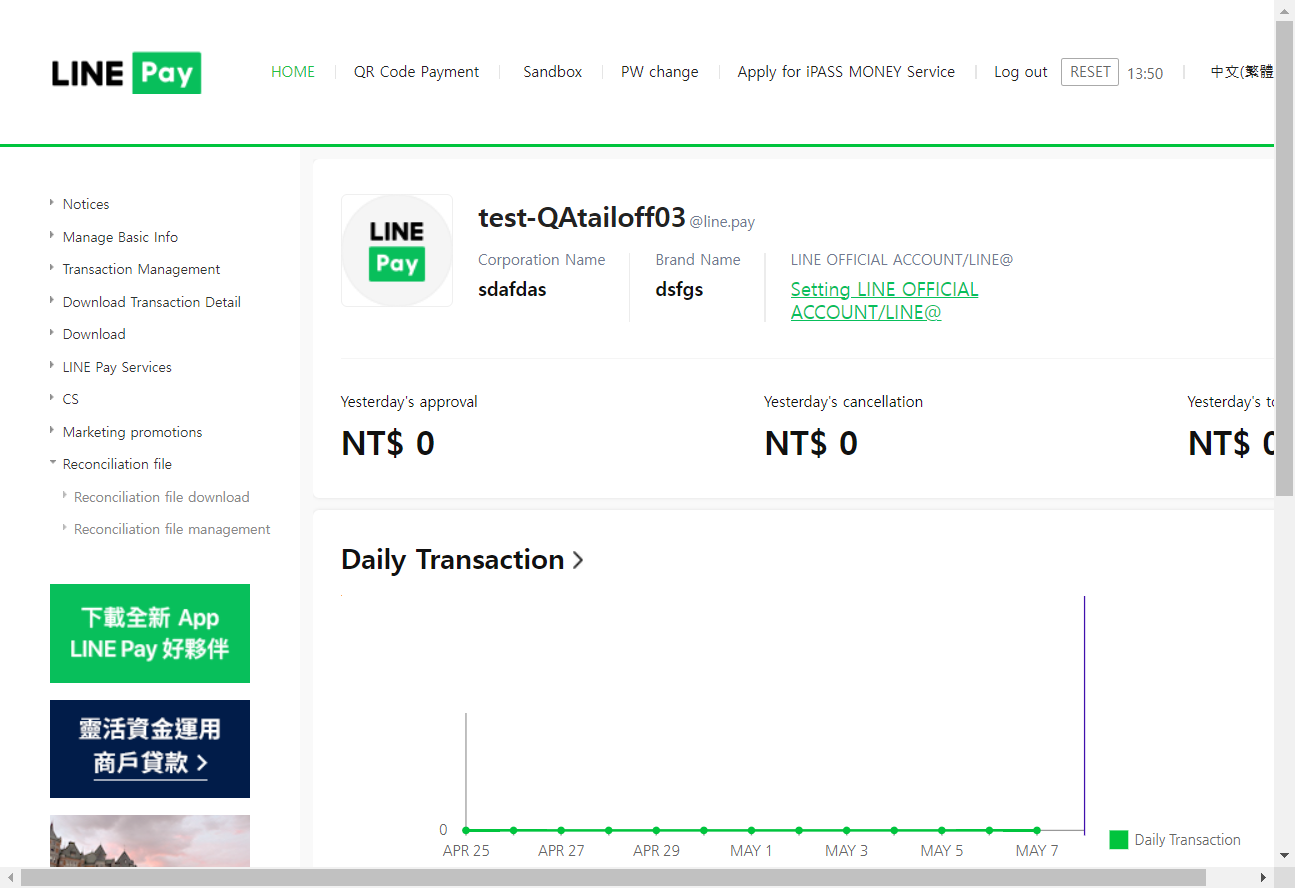 LINE Pay
HOME
QR Code Payment
Sandbox
PW change
Apply for iPASS MONEY Service
Log out
RESET
13:50
中文(繁體
Notices
Manage Basic Info
Transaction Management
Download Transaction Detail
Download
LINE Pay Services
CS
Marketing promotions
Reconciliation file
Reconciliation file download
Reconciliation file management
下載全新 App
LINE Pay 好夥伴
靈活資金運用
商戶貸款 >
LINE
Pay
test-QAtailoff03 @line.pay
Corporation Name
sdafdas
Brand Name
dsfgs
LINE OFFICIAL ACCOUNT/LINE@
Setting LINE OFFICIAL
ACCOUNT/LINE@
Yesterday's approval
NT$ 0
Yesterday's cancellation
NT$ 0
Yesterday's
NT$ 0
Daily Transaction >
0
APR 25
APR 27
APR 29
MAY 1
MAY 3
MAY 5
MAY 7
Daily Transaction